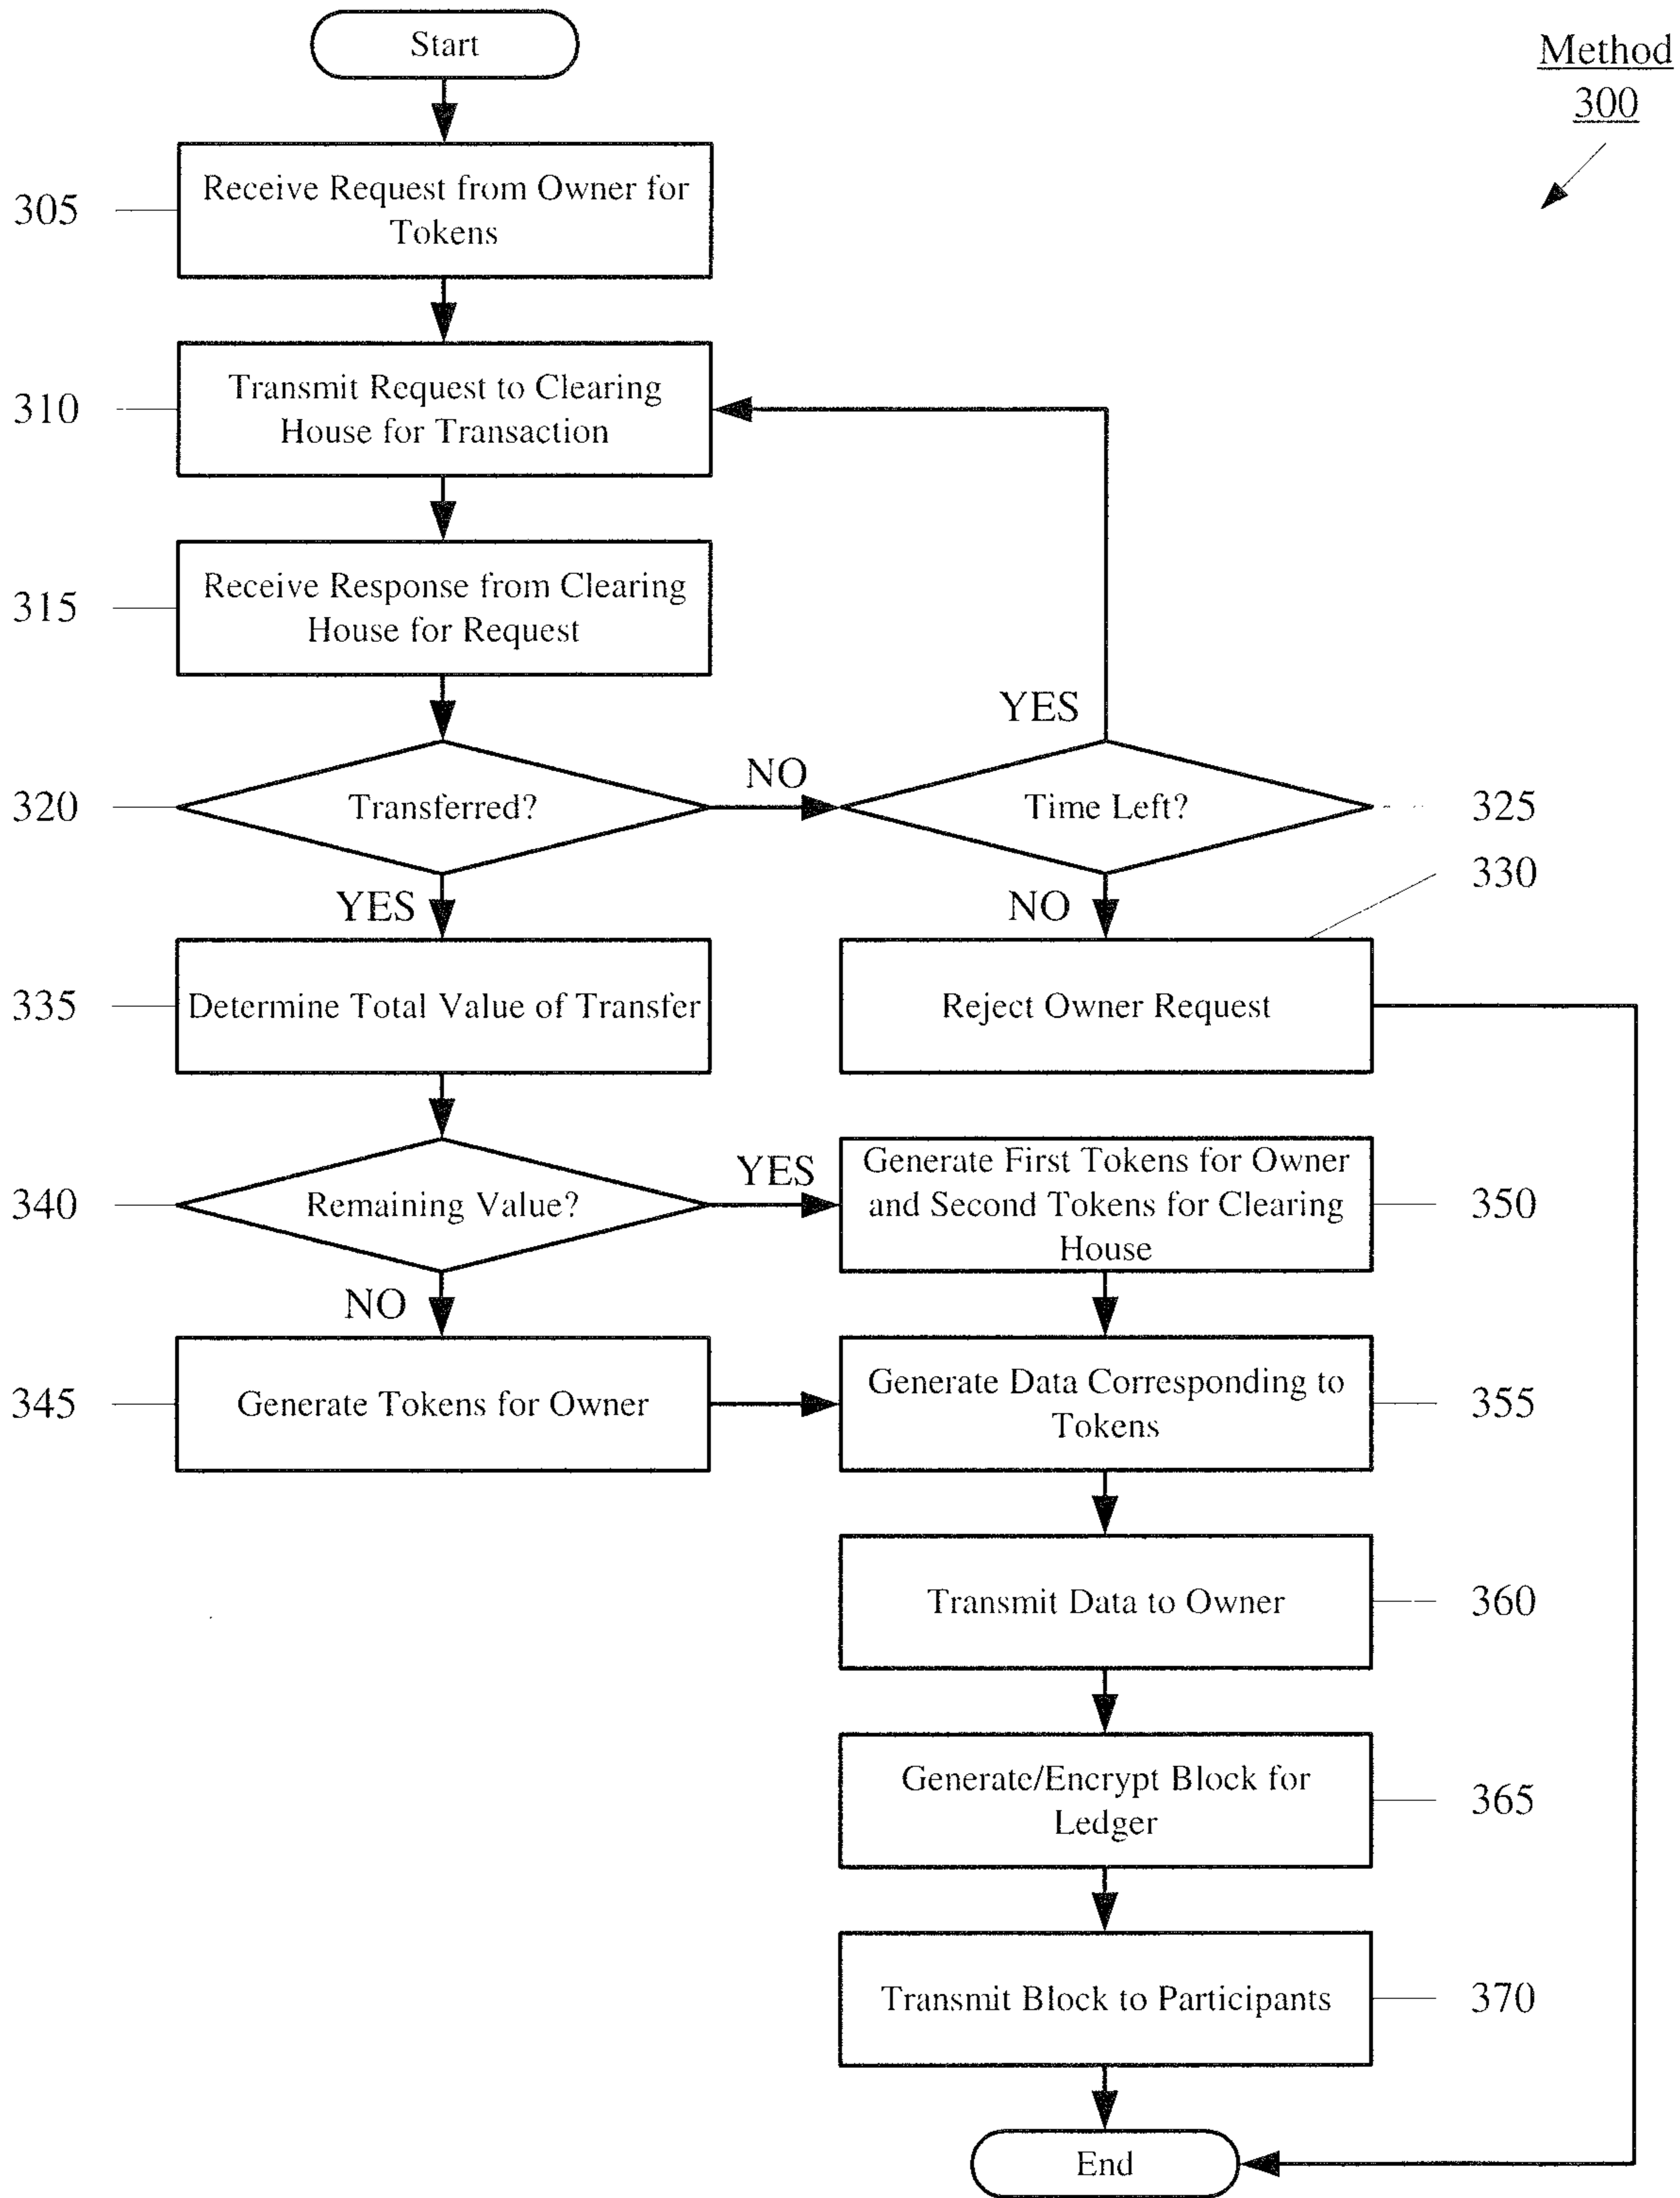 Start
Method
300
305
Receive Request from Owner for
Tokens
310
Transmit Request to Clearing
House for Transaction
315
Receive Response from Clearing
House for Request
YES
320
Transferred?
NO
Time Left?
325
330
YES
NO
335
Determine Total Value of Transfer
Reject Owner Request
340
Remaining Value?
YES
Generate First Tokens for Owner
and Second Tokens for Clearing
House
350
NO
345
Generate Tokens for Owner
Generate Data Corresponding to
Tokens
355
Transmit Data to Owner
360
Generate/Encrypt Block for
Ledger
365
Transmit Block to Participants
370
End